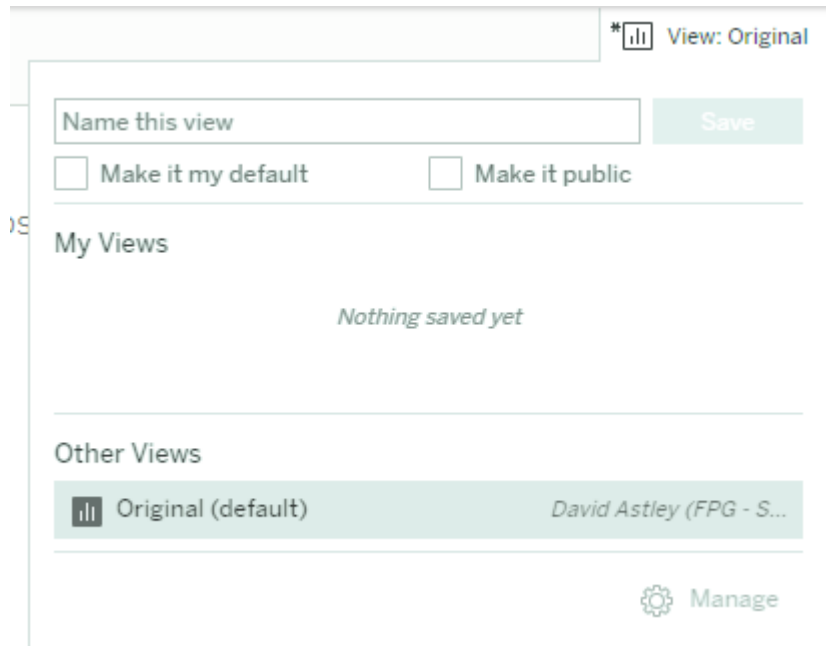 * View: Original
Name this view Save
Make it my default Make it public
My Views
Nothing saved yet
Other Views
Original (default) David Astley (FPG - S...
Manage